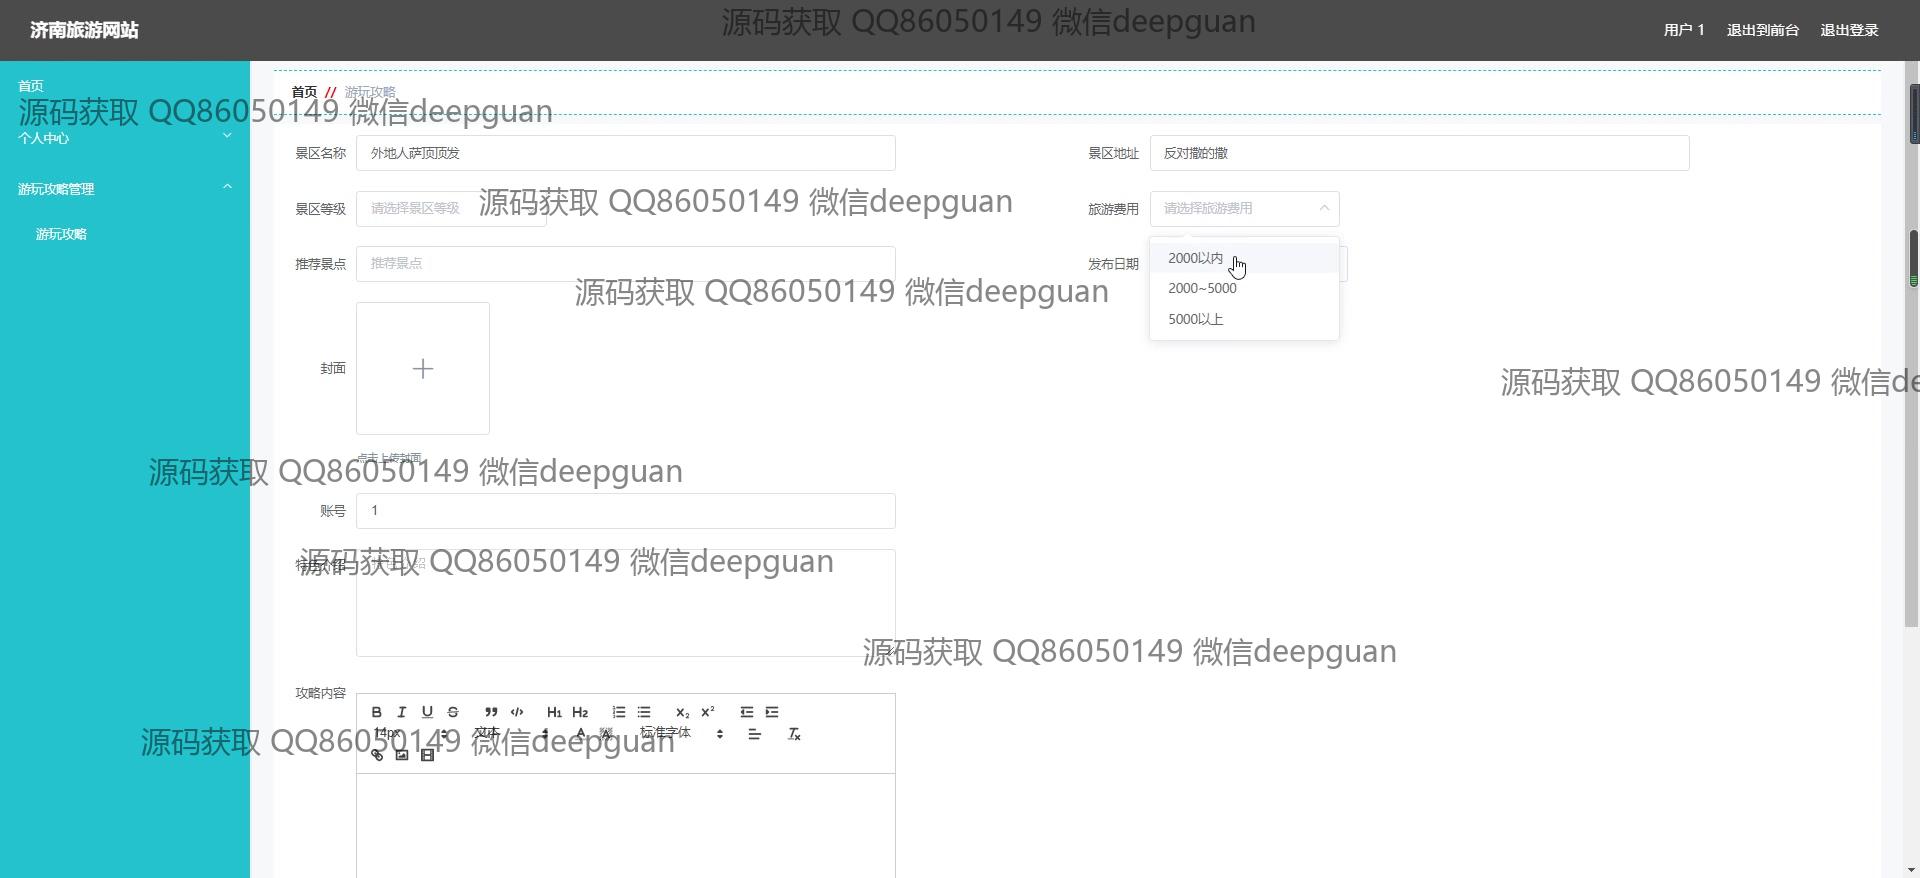 济南旅游网站
源码获取 QQ86050149 微信deepguan
用户 1
退出到前台
退出登录
首页
首页 // 游玩攻略
源码获取 QQ86050149 微信deepguan
个人中心
景区名称 外地人萨顶顶发
景区地址 反对撒的撒
游玩攻略管理
景区等级 请选择景区等级
源码获取 QQ86050149 微信deepguan
旅游费用 请选择旅游费用
游玩攻略
推荐景点 推荐景点
发布日期
2000以内
2000~5000
5000以上
源码获取 QQ86050149 微信deepguan
封面
源码获取 QQ86050149 微信de
点击上传封面
源码获取 QQ86050149 微信deepguan
账号 1
特色介绍
源码获取 QQ86050149 微信deepguan
源码获取 QQ86050149 微信deepguan
攻略内容
B I U S H1 H2 X2 X2
14px 文本 A A 标准字体 Tx
源码获取 QQ86050149 微信deepguan